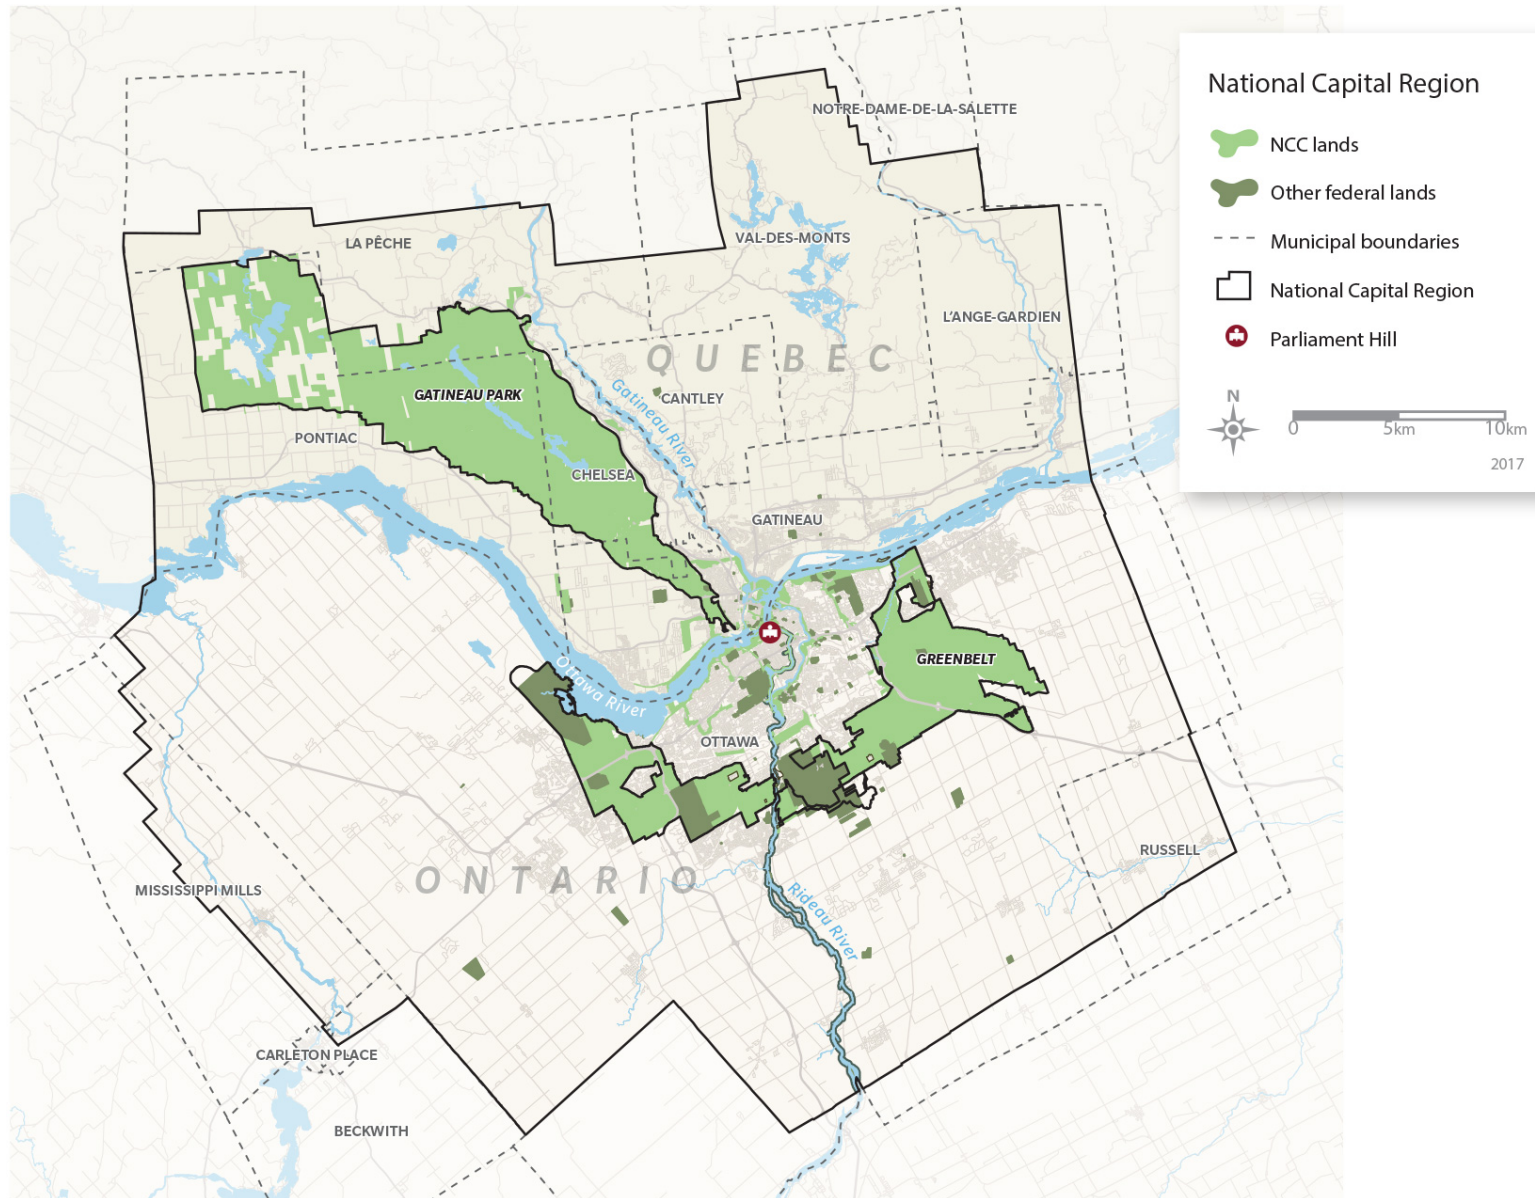 National Capital Region
NCC lands
Other federal lands
Municipal boundaries
National Capital Region
Parliament Hill
N
0 5km 10km
2017
NOTRE-DAME-DE-LA-SALETTE
LA PÊCHE
VAL-DES-MONTS
L'ANGE-GARDIEN
QUEBEC
GATINEAU PARK
Gatineau River
CANTLEY
PONTIAC
CHELSEA
GATINEAU
GREENBELT
Ottawa River
OTTAWA
RUSSELL
ONTARIO
MISSISSIPPI MILLS
Rideau River
CARLETON PLACE
BECKWITH